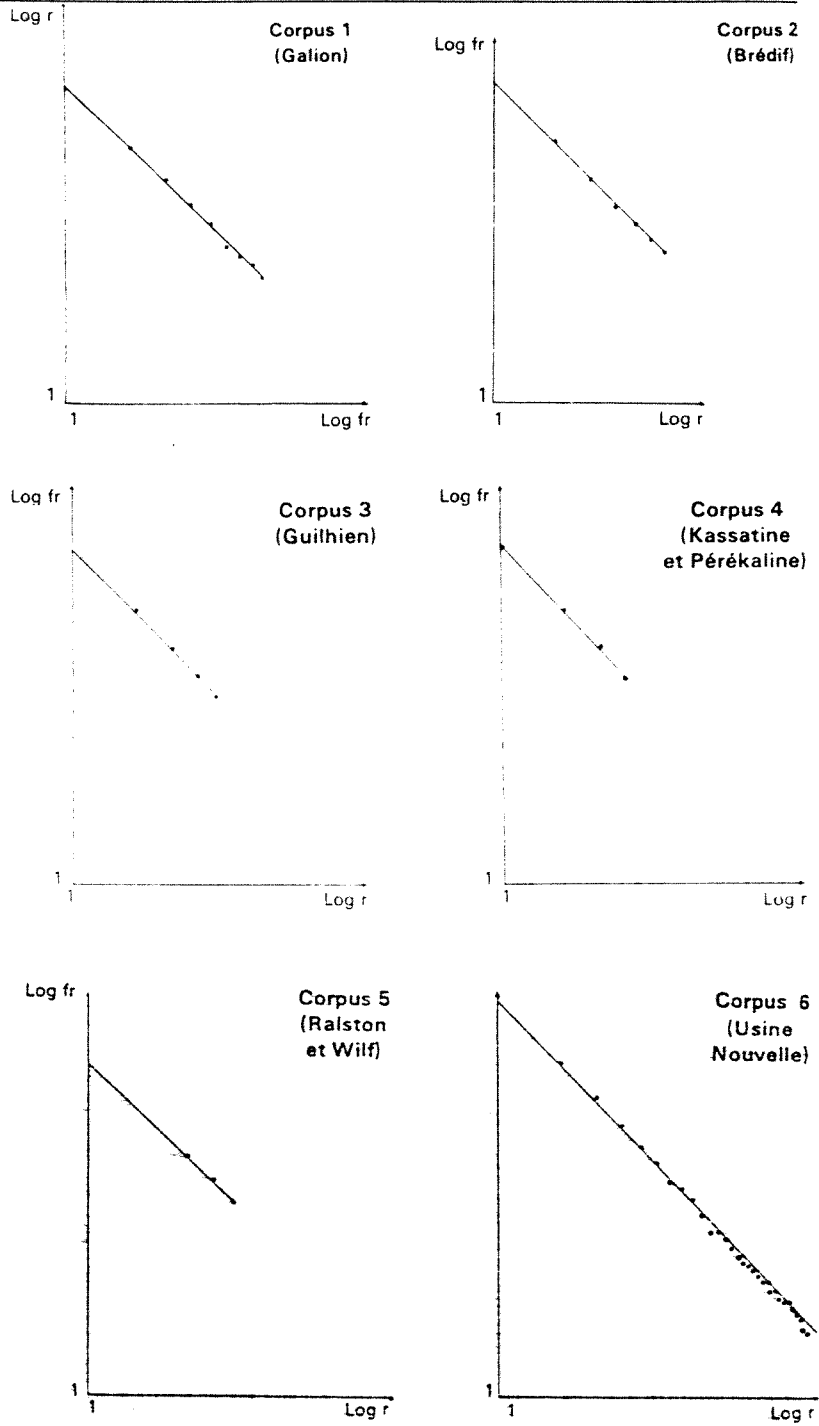 Log r
Corpus 1
(Galion)
1
1
Log fr
Log fr
Corpus 2
(Brédif)
1
1
Log r
Log fr
Corpus 3
(Guilhien)
1
1
Log r
Log fr
Corpus 4
(Kassatine
et Pérékaline)
1
1
Log r
Log fr
Corpus 5
(Ralston
et Wilf)
1
1
Log r
Corpus 6
(Usine
Nouvelle)
1
1
Log r